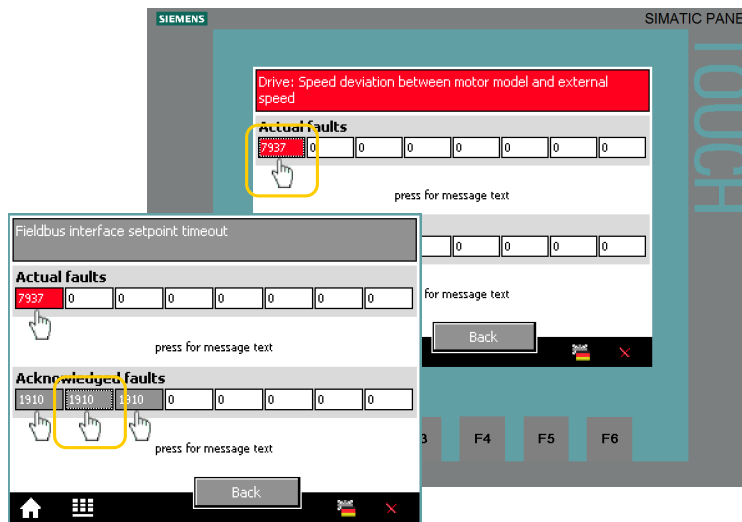 SIEMENS
SIMATIC PANE
TOUCH
Drive: Speed deviation between motor model and external
speed
Actual faults
7937 0 0 0 0 0 0 0
press for message text
0 0 0 0
for message text
Back
3 F4 F5 F6
Fieldbus interface setpoint timeout
Actual faults
7937 0 0 0 0 0 0 0
press for message text
Acknowledged faults
1910 1910 1910 0 0 0 0 0
press for message text
Back